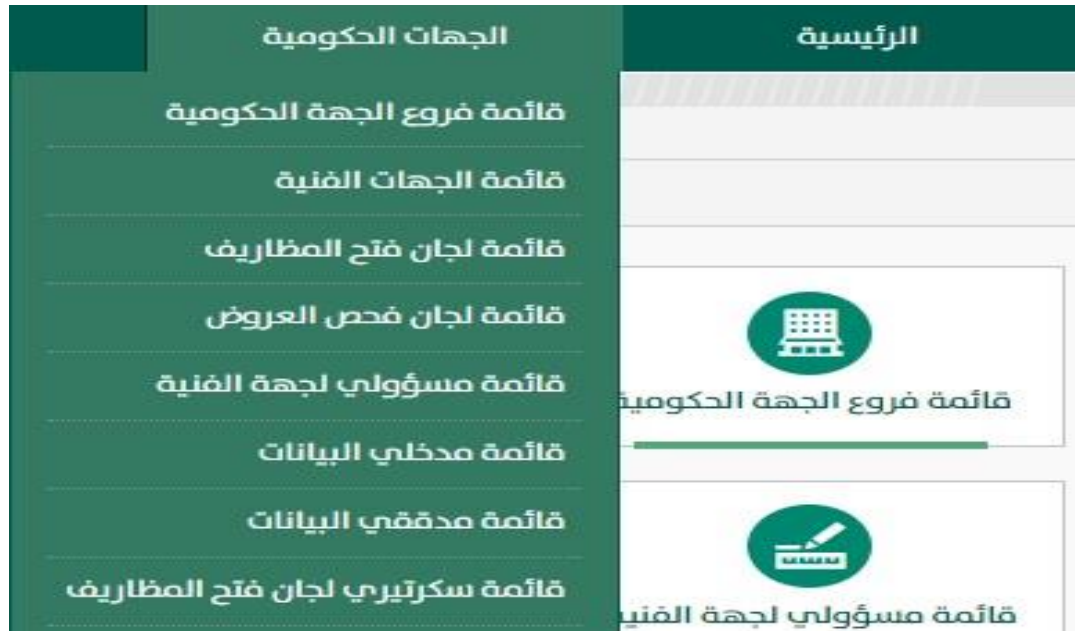 الرئيسية
الجهات الحكومية
قائمة فروع الجهة الحكومية
قائمة الجهات الفنية
قائمة لجان فتح المظاريف
قائمة لجان فحص العروض
قائمة مسؤولي لجهة الفنية
قائمة مدخلي البيانات
قائمة مدققي البيانات
قائمة سكرتيري لجان فتح المظاريف
قائمة فروع الجهة الحكومية
قائمة مسؤولي لجهة الفنية